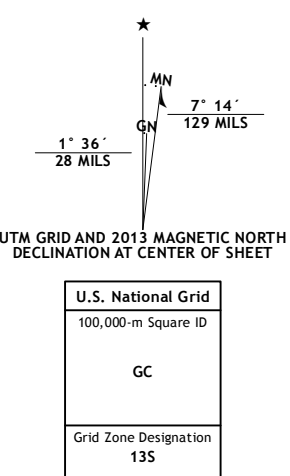 ★
MN
7° 14´
129 MILS
GN
1° 36´
28 MILS
UTM GRID AND 2013 MAGNETIC NORTH
DECLINATION AT CENTER OF SHEET
U.S. National Grid
100,000-m Square ID
GC
Grid Zone Designation
13S